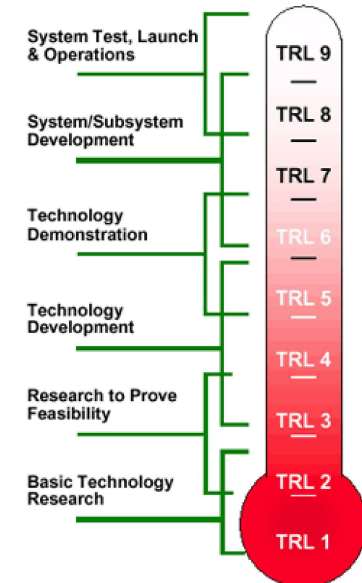 System Test, Launch
& Operations
TRL 9
TRL 8
System/Subsystem
Development
TRL 7
Technology
Demonstration
TRL 6
TRL 5
Technology
Development
TRL 4
Research to Prove
Feasibility
TRL 3
Basic Technology
Research
TRL 2
TRL 1